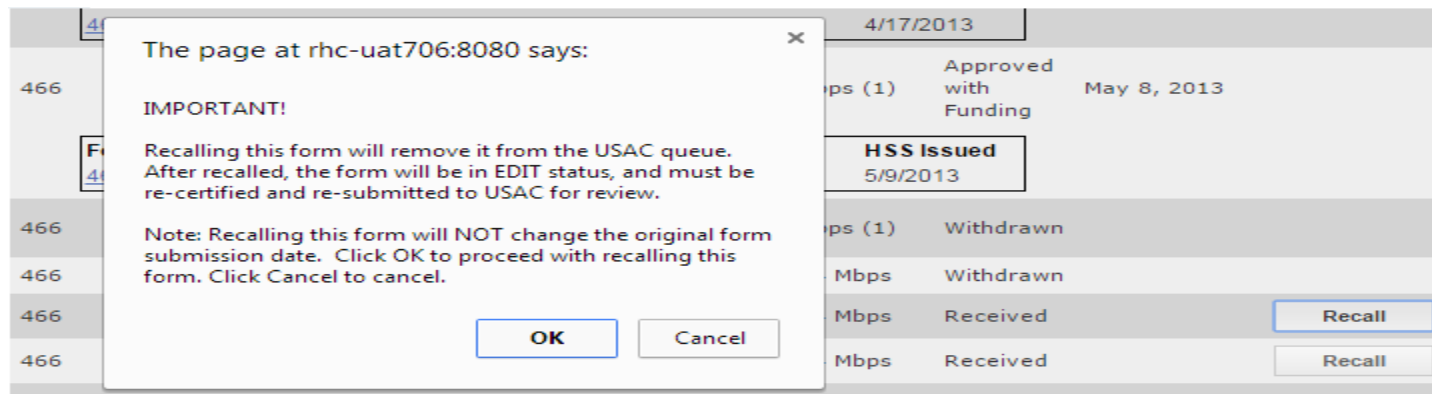 4/17/2013
The page at rhc-uat706:8080 says:
×
IMPORTANT!
Recalling this form will remove it from the USAC queue.
After recalled, the form will be in EDIT status, and must be
re-certified and re-submitted to USAC for review.
Note: Recalling this form will NOT change the original form
submission date. Click OK to proceed with recalling this
form. Click Cancel to cancel.
OK Cancel
466 (1) Approved
with May 8, 2013
Funding
HSS Issued
5/9/2013
466 (1) Withdrawn
466 Mbps Withdrawn
466 Mbps Received Recall
466 Mbps Received Recall